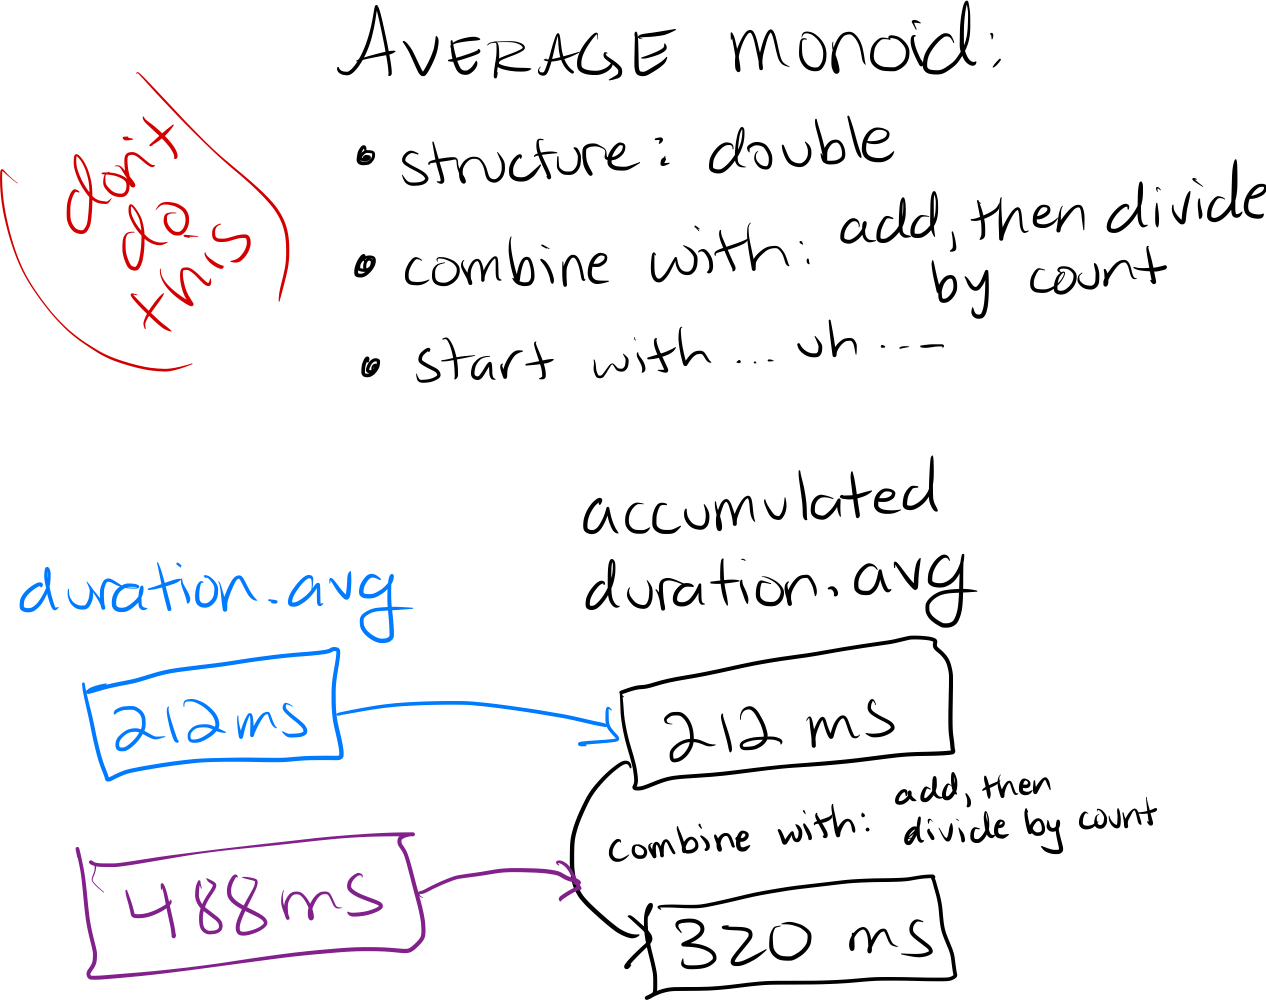 AVERAGE monoid:
don't
do
this
• structure: double
• combine with: add, then divide
by count
• start with ... uh ...
accumulated
duration.avg
duration.avg
212ms
212 ms
combine with: add, then
divide by count
488ms
320 ms